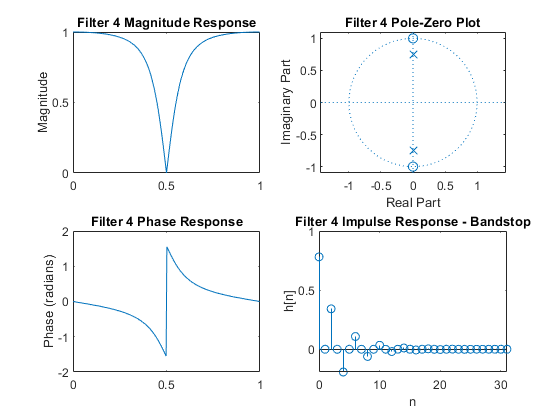 Filter 4 Magnitude Response
1
0.5
0
Magnitude
0 0.5 1
Filter 4 Pole-Zero Plot
1
0.5
0
-0.5
-1
Imaginary Part
-1 -0.5 0 0.5 1
Real Part
Filter 4 Phase Response
2
1
0
-1
-2
Phase (radians)
0 0.5 1
Filter 4 Impulse Response - Bandstop
1
0.5
0
h[n]
0 10 20 30
n